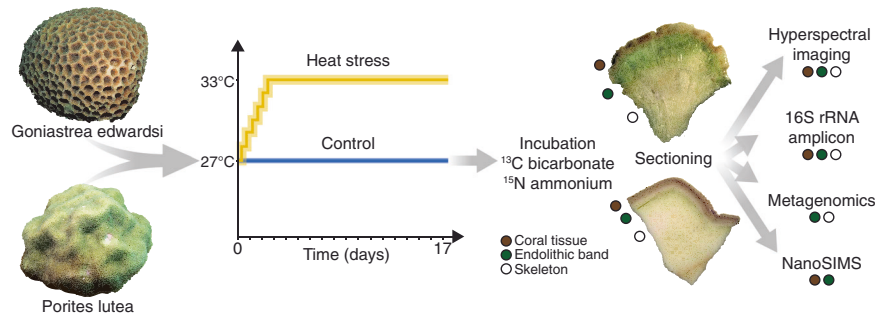 Goniastrea edwardsi
Porites lutea
33°C
27°C
Heat stress
Control
0
Time (days)
17
Incubation
¹³C bicarbonate
¹⁵N ammonium
Coral tissue
Endolithic band
Skeleton
Sectioning
Hyperspectral
imaging
16S rRNA
amplicon
Metagenomics
NanoSIMS